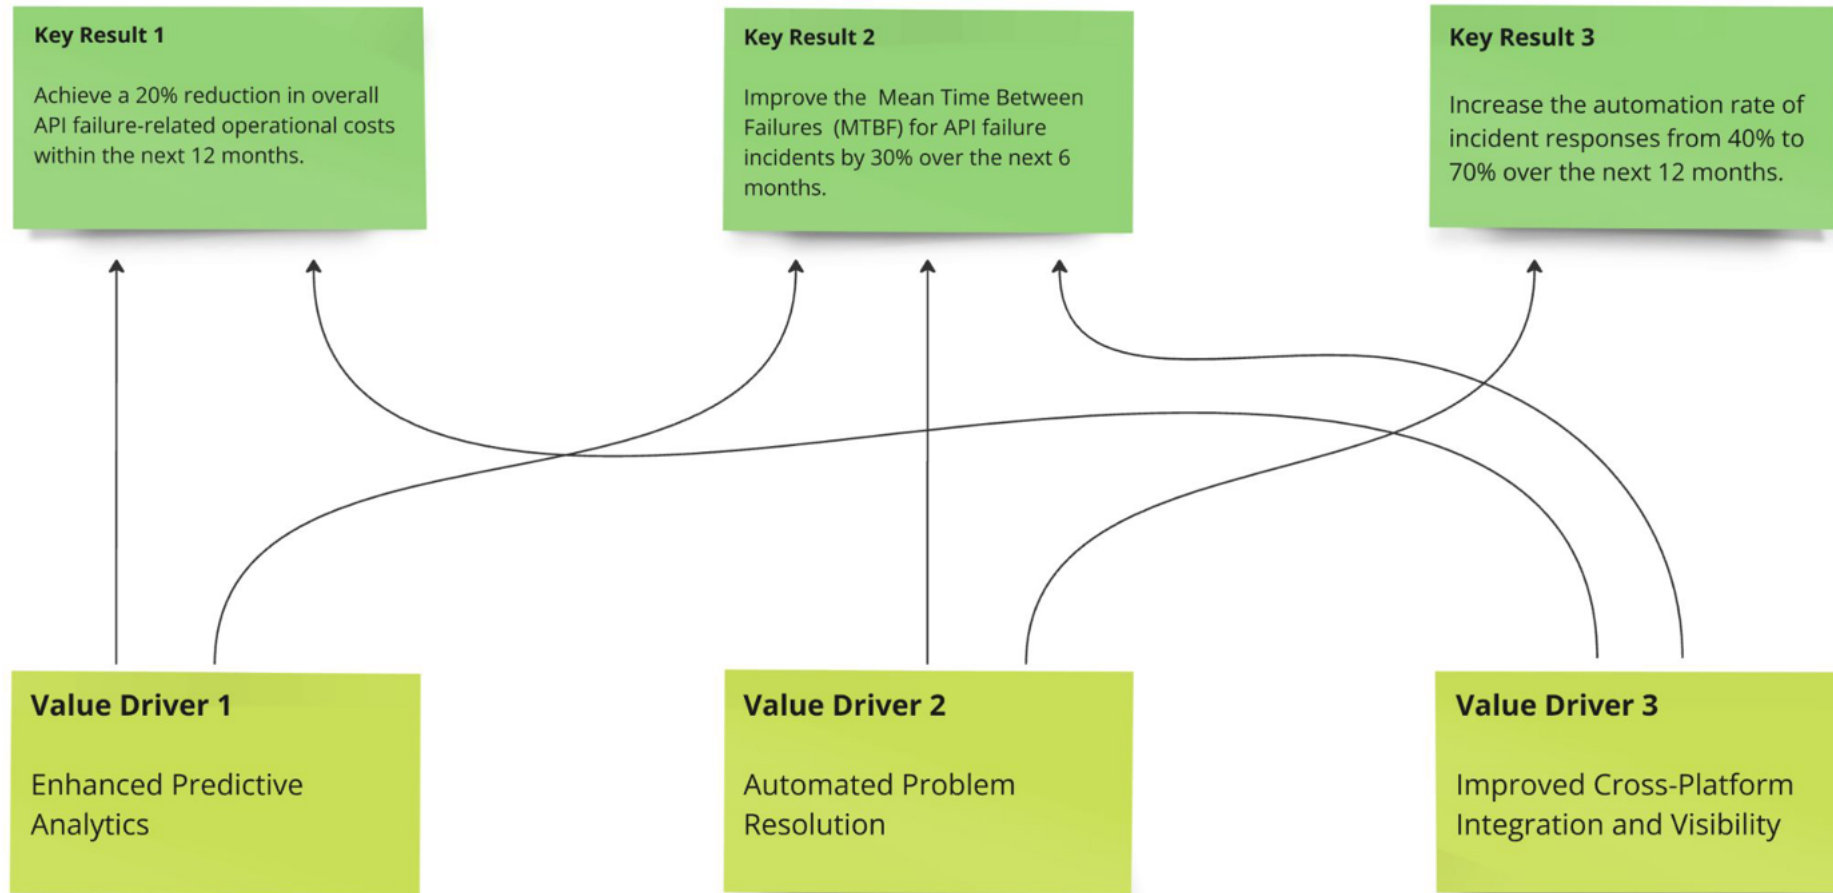 Key Result 1
Achieve a 20% reduction in overall
API failure-related operational costs
within the next 12 months.
Key Result 2
Improve the  Mean Time Between
Failures  (MTBF) for API failure
incidents by 30% over the next 6
months.
Key Result 3
Increase the automation rate of
incident responses from 40% to
70% over the next 12 months.
Value Driver 1
Enhanced Predictive
Analytics
Value Driver 2
Automated Problem
Resolution
Value Driver 3
Improved Cross-Platform
Integration and Visibility